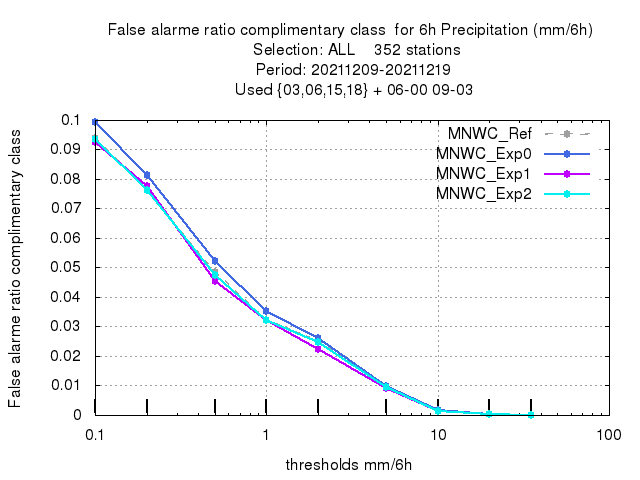 False alarme ratio complimentary class  for 6h Precipitation (mm/6h)
Selection: ALL    352 stations
Period: 20211209-20211219
Used {03,06,15,18} + 06-00 09-03
False alarme ratio complimentary class
0.1
0.09
0.08
0.07
0.06
0.05
0.04
0.03
0.02
0.01
0
MNWC_Ref
MNWC_Exp0
MNWC_Exp1
MNWC_Exp2
0.1 1 10 100
thresholds mm/6h